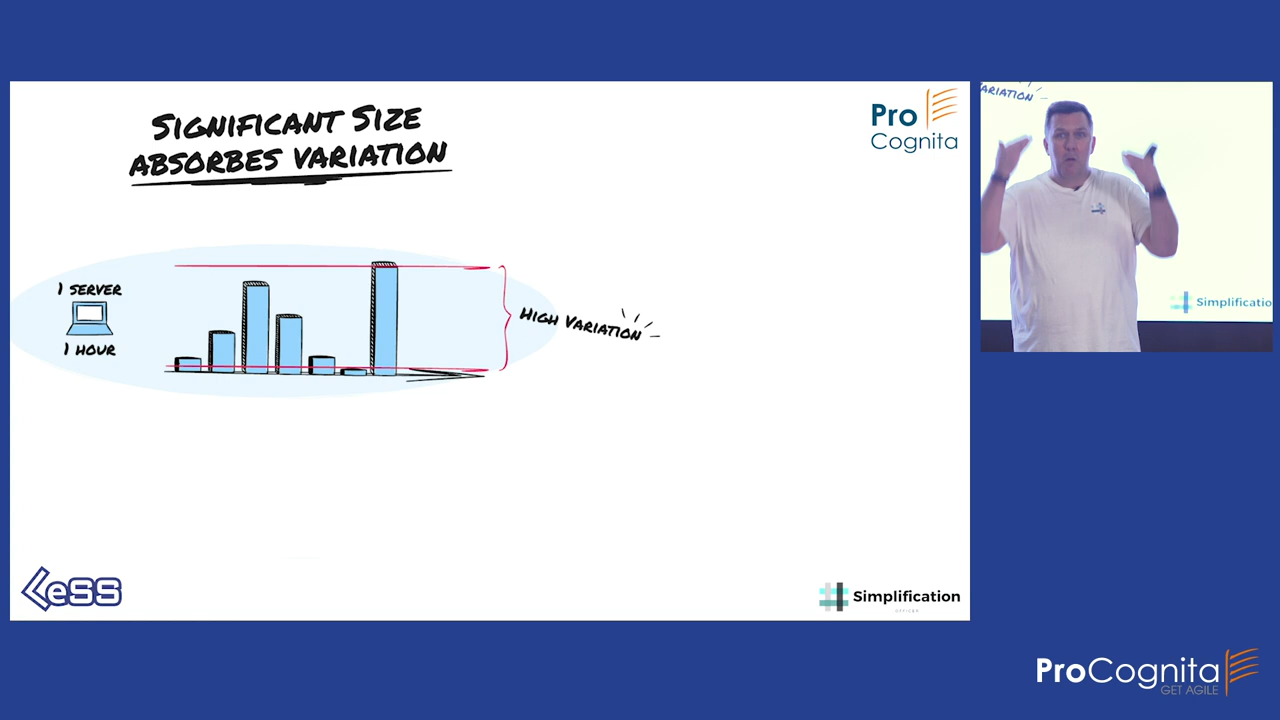 SIGNIFICANT SIZE
ABSORBES VARIATION
Pro
Cognita
1 SERVER
1 HOUR
HIGH VARIATION
LeSS
Simplification
OFFICER
ARIATION
Simplificatio
ProCognita
GET AGILE